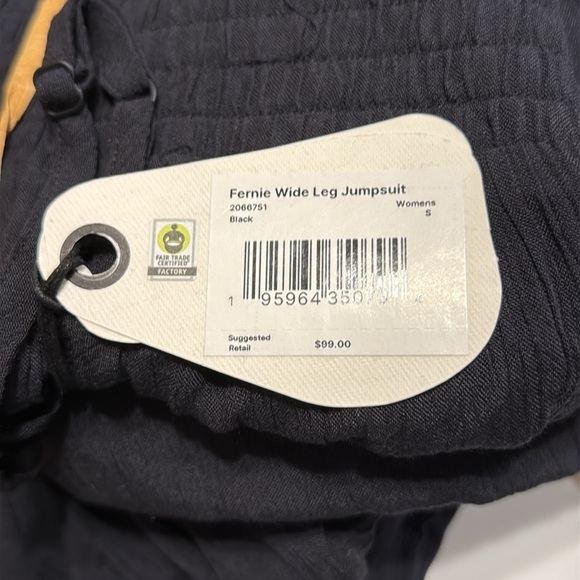 Fernie Wide Leg Jumpsuit
2066751 Womens
Black S
FAIR TRADE
CERTIFIED
FACTORY
1 95964
Suggested
Retail $99.00